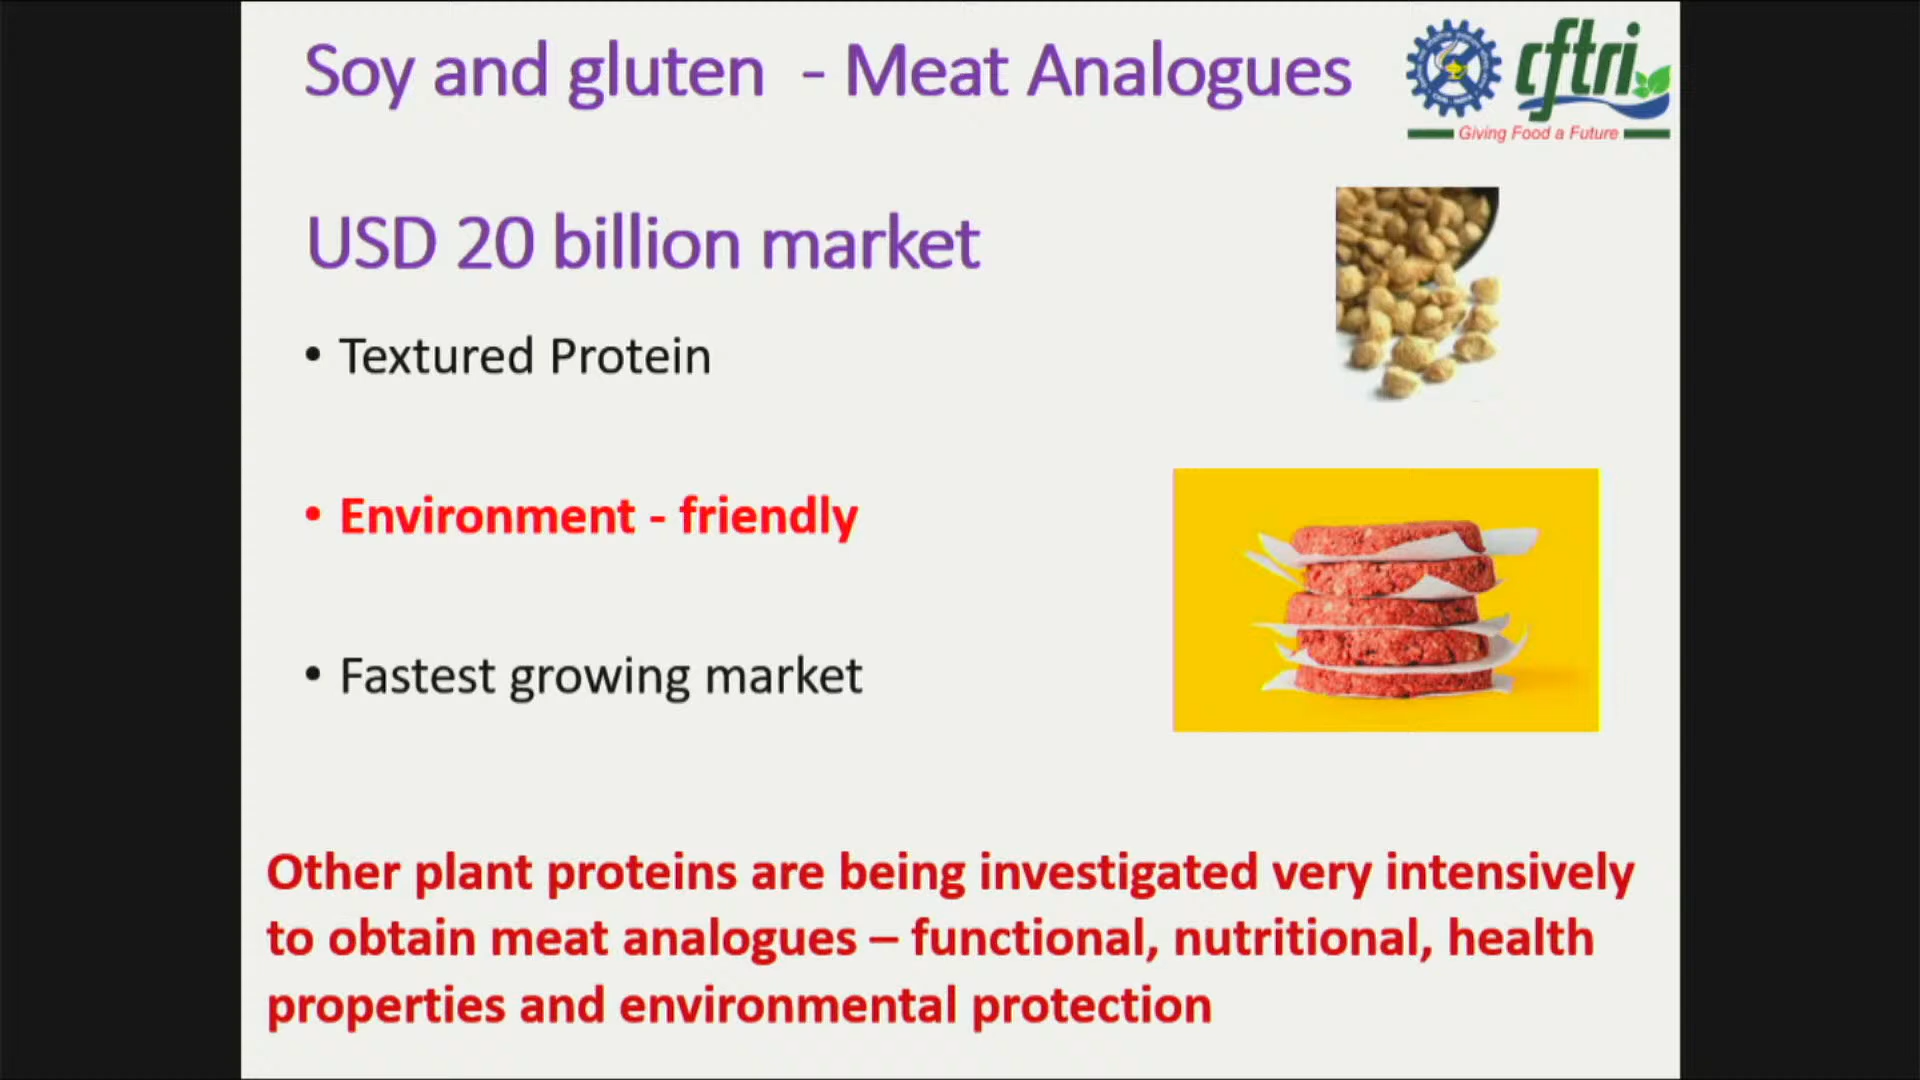 Soy and gluten - Meat Analogues
cftri
Giving Food a Future
USD 20 billion market
• Textured Protein
• Environment - friendly
• Fastest growing market
Other plant proteins are being investigated very intensively
to obtain meat analogues – functional, nutritional, health
properties and environmental protection